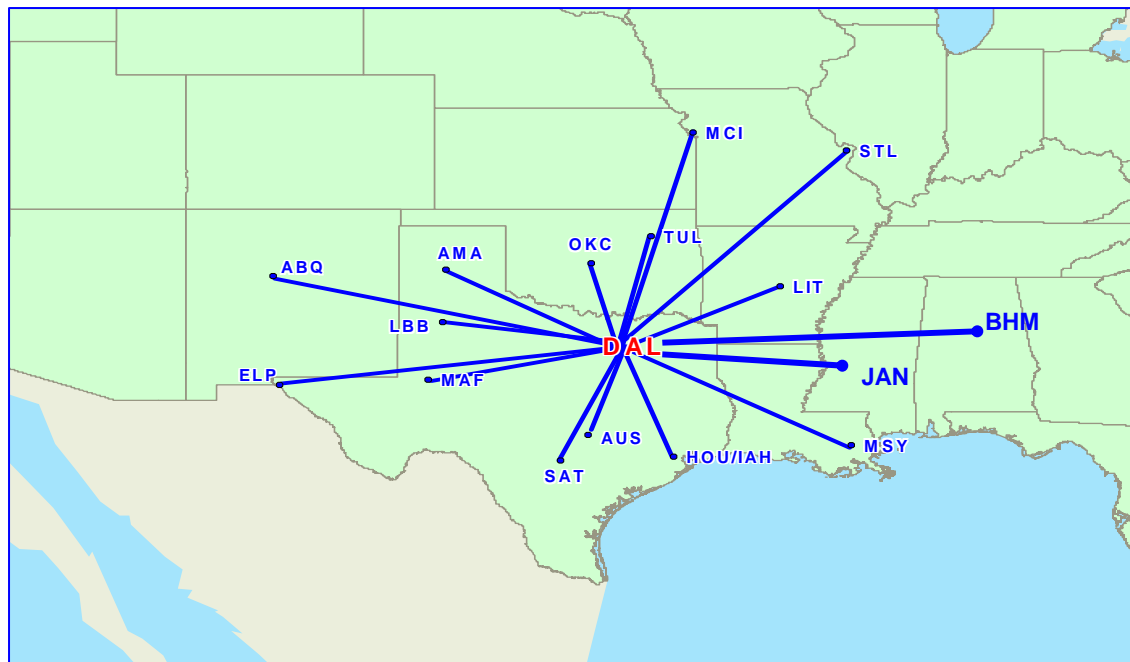 MCI
STL
TUL
OKC
AMA
ABQ
LIT
LBB
BHM
DAL
ELP
MAF
JAN
AUS
MSY
HOU/IAH
SAT